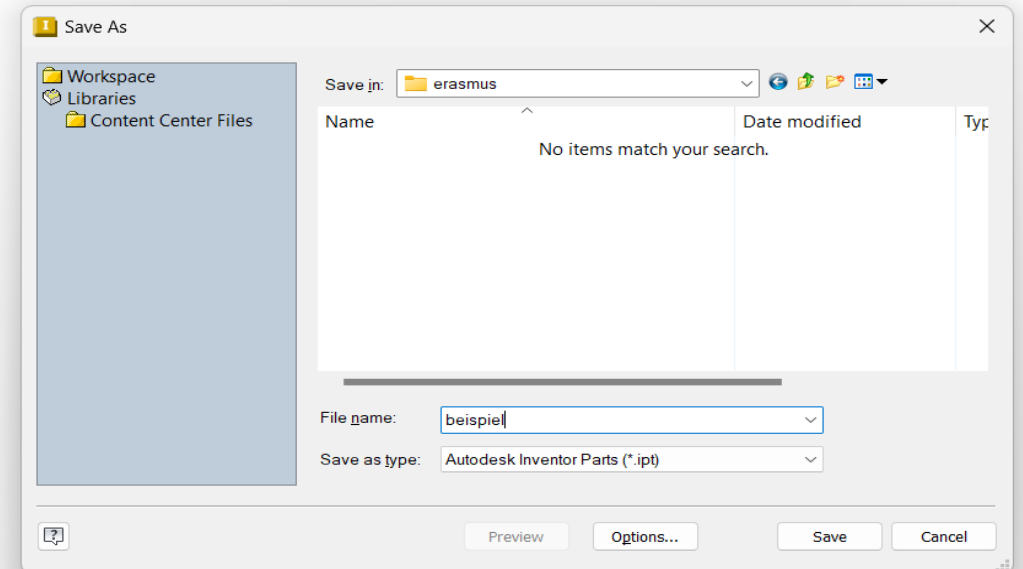 Save As
Workspace
Libraries
Content Center Files
Save in:
erasmus
Name
Date modified
Typ
No items match your search.
File name:
beispiel
Save as type:
Autodesk Inventor Parts (*.ipt)
Preview
Options...
Save
Cancel